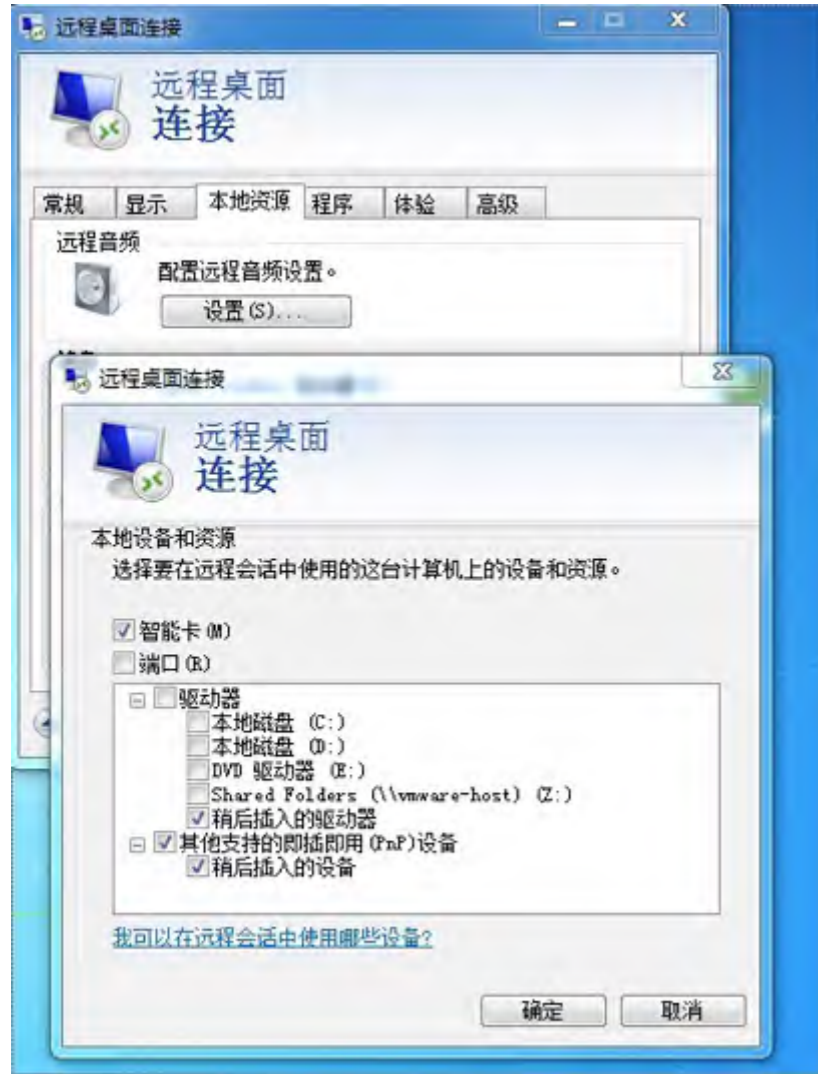 远程桌面连接
远程桌面
连接
常规 显示 本地资源 程序 体验 高级
远程音频
配置远程音频设置。
设置(S)...
远程桌面连接
远程桌面
连接
本地设备和资源
选择要在远程会话中使用的这台计算机上的设备和资源。
智能卡(M)
端口(R)
驱动器
本地磁盘 (C:)
本地磁盘 (D:)
DVD 驱动器 (E:)
Shared Folders (\\vmware-host) (Z:)
稍后插入的驱动器
其他支持的即插即用(PnP)设备
稍后插入的设备
我可以在远程会话中使用哪些设备?
确定 取消